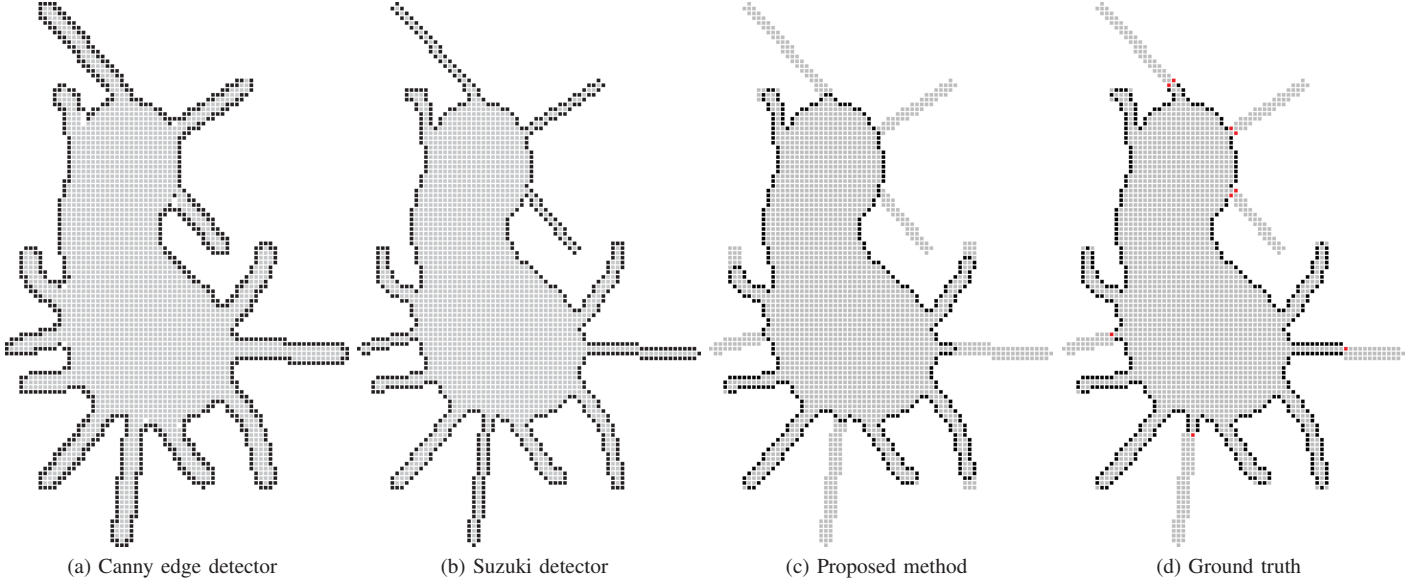 (a) Canny edge detector
(b) Suzuki detector
(c) Proposed method
(d) Ground truth